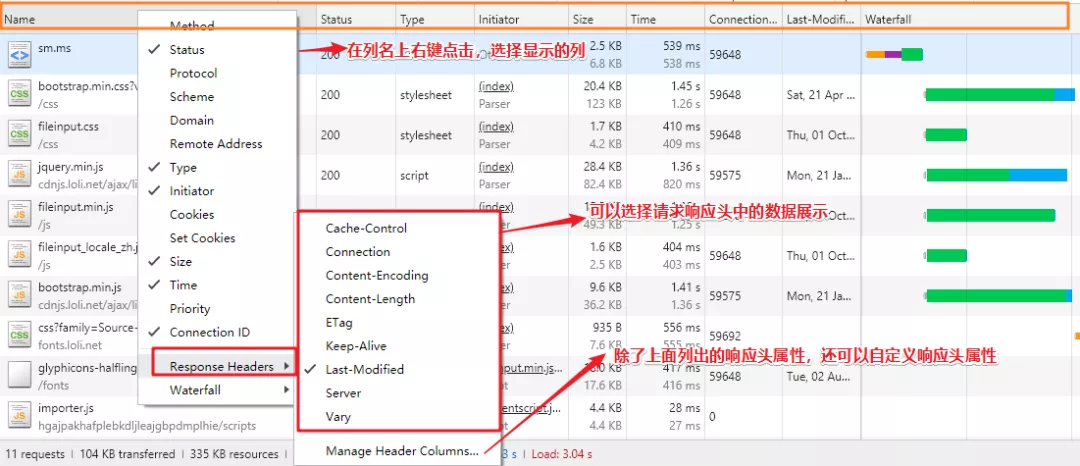 Name Status Type Initiator Size Time Connection... Last-Modifi... Waterfall
Method
sm.ms Status 200 2.5 KB 539 ms 59648
在列名上右键点击，选择显示的列
6.8 KB 538 ms
Protocol
bootstrap.min.css?v 200 stylesheet (index) 20.4 KB 1.45 s 59648 Sat, 21 Apr ...
/css Scheme Parser 123 KB 1.26 s
Domain
fileinput.css 200 stylesheet (index) 1.7 KB 410 ms 59648 Thu, 01 Oct...
/css Remote Address Parser 4.2 KB 409 ms
jquery.min.js Type 200 script (index) 28.4 KB 1.36 s 59575 Mon, 21 Ja...
cdnjs.loli.net/ajax/li Initiator Parser 82.4 KB 820 ms
fileinput.min.js Cookies (index)
可以选择请求响应头中的数据展示
/js 49.3 KB 1.25 s
Cache-Control
Set Cookies
fileinput_locale_zh.j Connection 1.6 KB 404 ms 59648 Thu, 01 Oct...
/js Size Content-Encoding 2.5 KB 403 ms
bootstrap.min.js Time Content-Length 9.6 KB 1.41 s 59575 Mon, 21 Ja...
cdnjs.loli.net/ajax/li Priority 36.2 KB 1.36 s
ETag
css?family=Source- Connection ID 935 B 556 ms 59692
fonts.loli.net Keep-Alive 556 ms
除了上面列出的响应头属性，还可以自定义响应头属性
glyphicons-halfling Response Headers Last-Modified input.min.js... 417 ms 59648 Tue, 02 Au...
/fonts Waterfall Server 17.6 KB 416 ms
importer.js Vary entscript.j... 4.4 KB 28 ms 0
hgajpakhafplebkdljleajgbpdmplhie/scripts 4.4 KB 27 ms
Manage Header Columns...
11 requests | 104 KB transferred | 335 KB resources 3 s | Load: 3.04 s